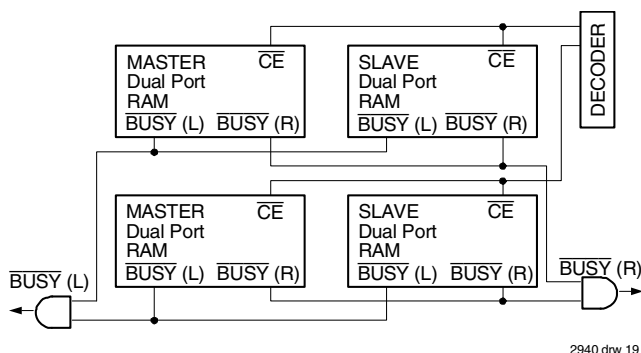 MASTER CE
Dual Port
RAM
BUSY (L) BUSY (R)
SLAVE CE
Dual Port
RAM
BUSY (L) BUSY (R)
DECODER
MASTER CE
Dual Port
RAM
BUSY (L) BUSY (R)
SLAVE CE
Dual Port
RAM
BUSY (L) BUSY (R)
BUSY (L)
BUSY (R)
2940 drw 19